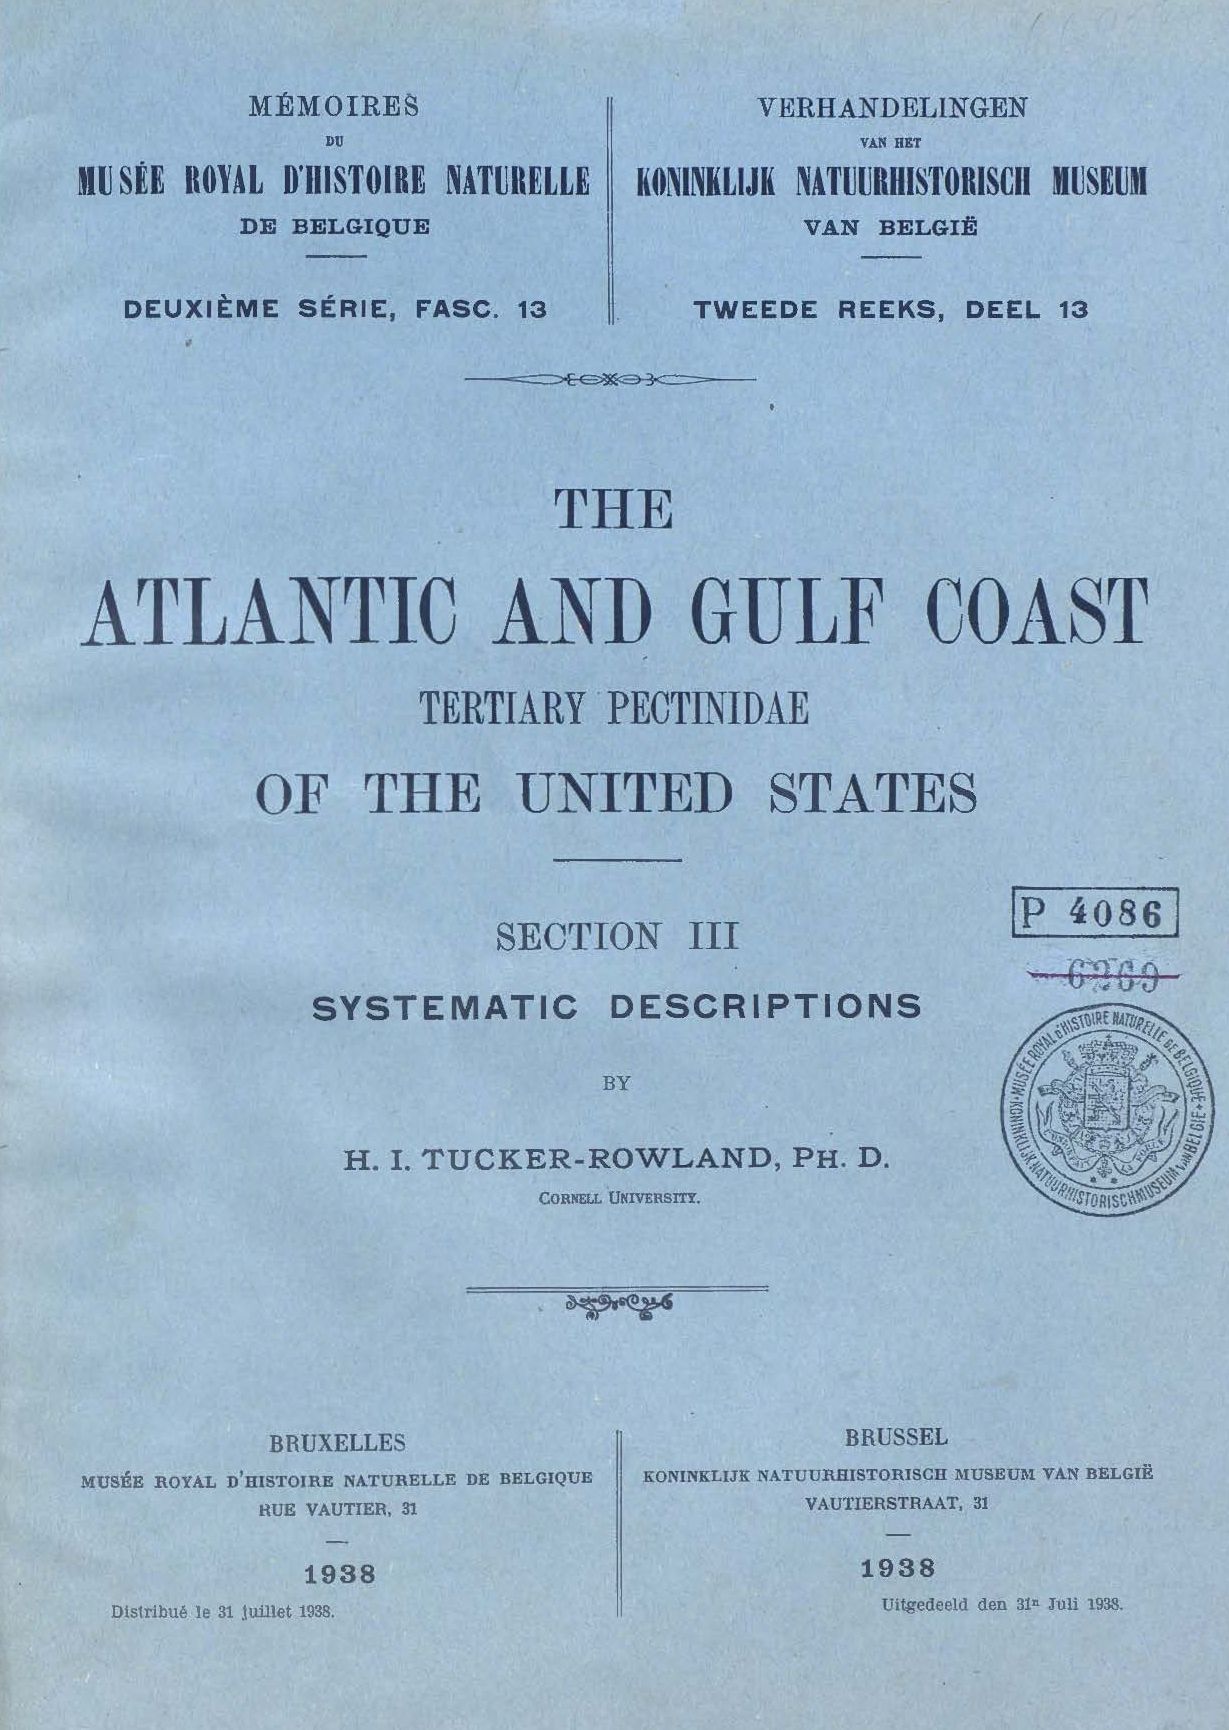 MÉMOIRES
DU
MUSÉE ROYAL D'HISTOIRE NATURELLE
DE BELGIQUE
DEUXIÈME SÉRIE, FASC. 13
VERHANDELINGEN
VAN HET
KONINKLIJK NATUURHISTORISCH MUSEUM
VAN BELGIË
TWEEDE REEKS, DEEL 13
THE
ATLANTIC AND GULF COAST
TERTIARY PECTINIDAE
OF THE UNITED STATES
SECTION III
SYSTEMATIC DESCRIPTIONS
BY
H. I. TUCKER-ROWLAND, PH. D.
CORNELL UNIVERSITY.
P 4086
6269
MUSÉE ROYAL D'HISTOIRE NATURELLE DE BELGIQUE
KONINKLIJK NATUURHISTORISCH MUSEUM VAN BELGIE
BRUXELLES
MUSÉE ROYAL D'HISTOIRE NATURELLE DE BELGIQUE
RUE VAUTIER, 31
1938
Distribué le 31 juillet 1938.
BRUSSEL
KONINKLIJK NATUURHISTORISCH MUSEUM VAN BELGIË
VAUTIERSTRAAT, 31
1938
Uitgedeeld den 31n Juli 1938.